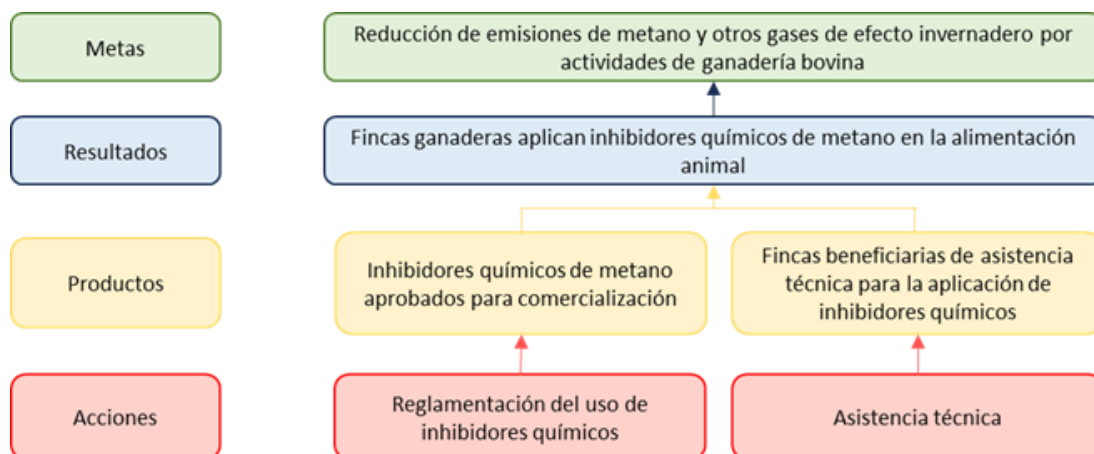 Metas
Reducción de emisiones de metano y otros gases de efecto invernadero por
actividades de ganadería bovina
Resultados
Fincas ganaderas aplican inhibidores químicos de metano en la alimentación
animal
Productos
Inhibidores químicos de metano
aprobados para comercialización
Fincas beneficiarias de asistencia
técnica para la aplicación de
inhibidores químicos
Acciones
Reglamentación del uso de
inhibidores químicos
Asistencia técnica